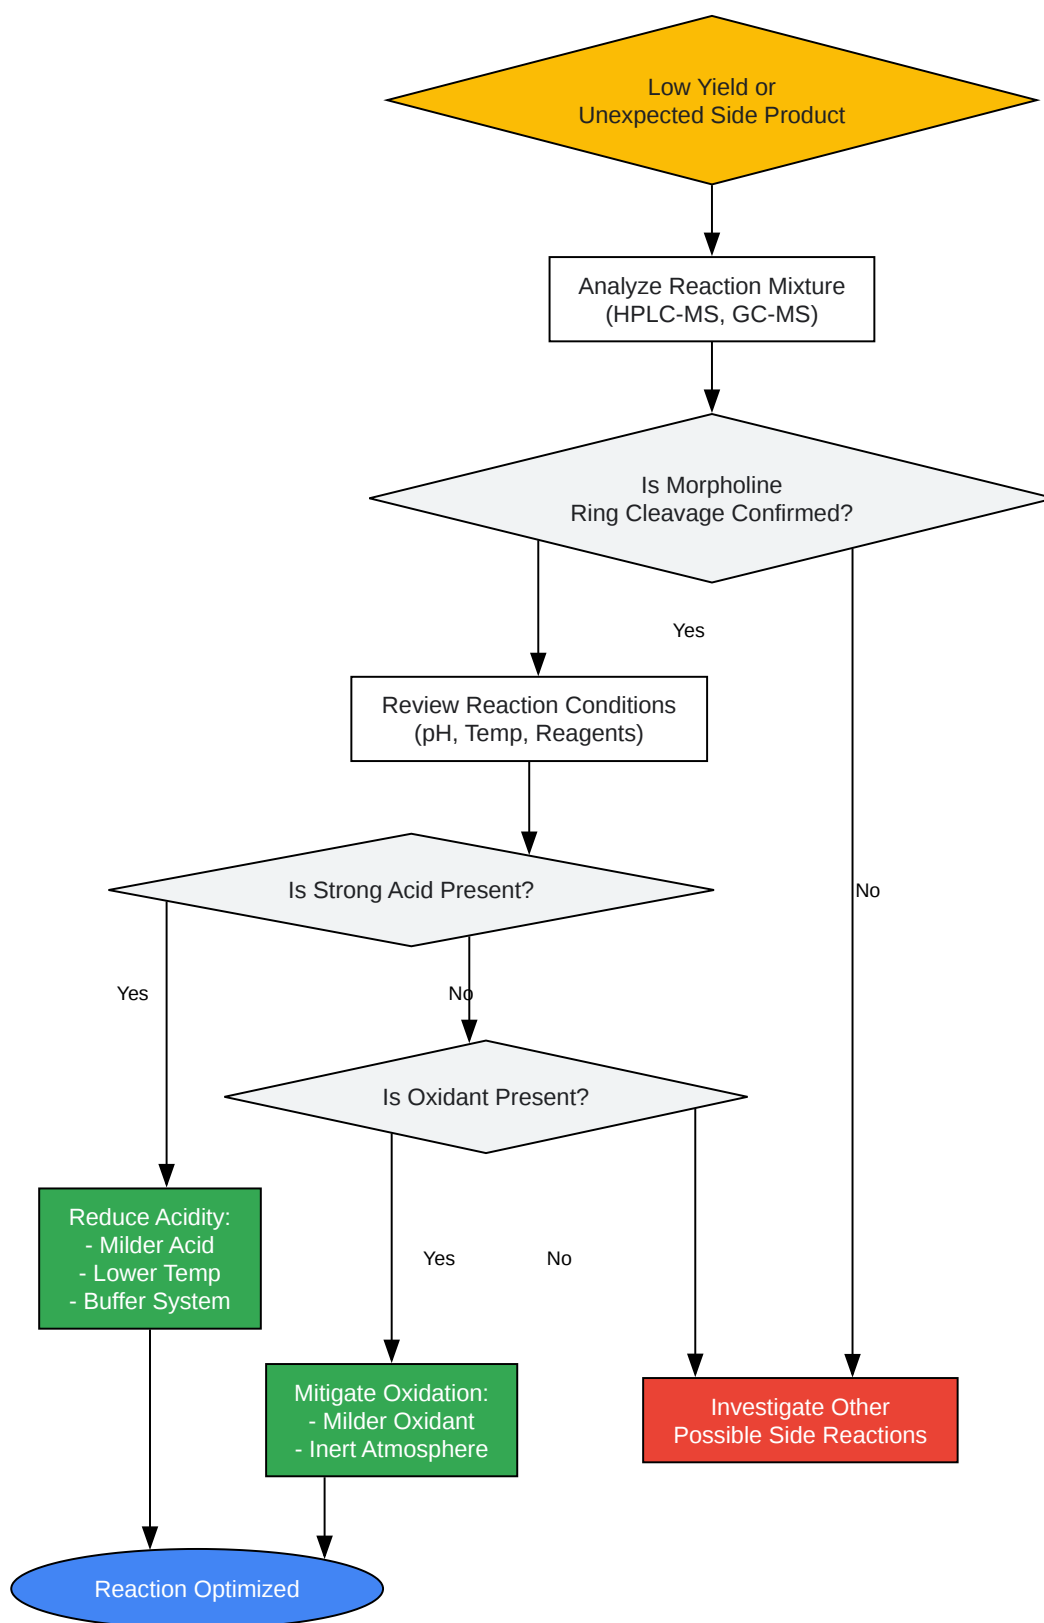 Low Yield or
Unexpected Side Product
Analyze Reaction Mixture
(HPLC-MS, GC-MS)
Is Morpholine
Ring Cleavage Confirmed?
Yes
Review Reaction Conditions
(pH, Temp, Reagents)
Is Strong Acid Present?
No
Yes
No
Is Oxidant Present?
Reduce Acidity:
- Milder Acid
- Lower Temp
- Buffer System
Yes
No
Mitigate Oxidation:
- Milder Oxidant
- Inert Atmosphere
Investigate Other
Possible Side Reactions
Reaction Optimized